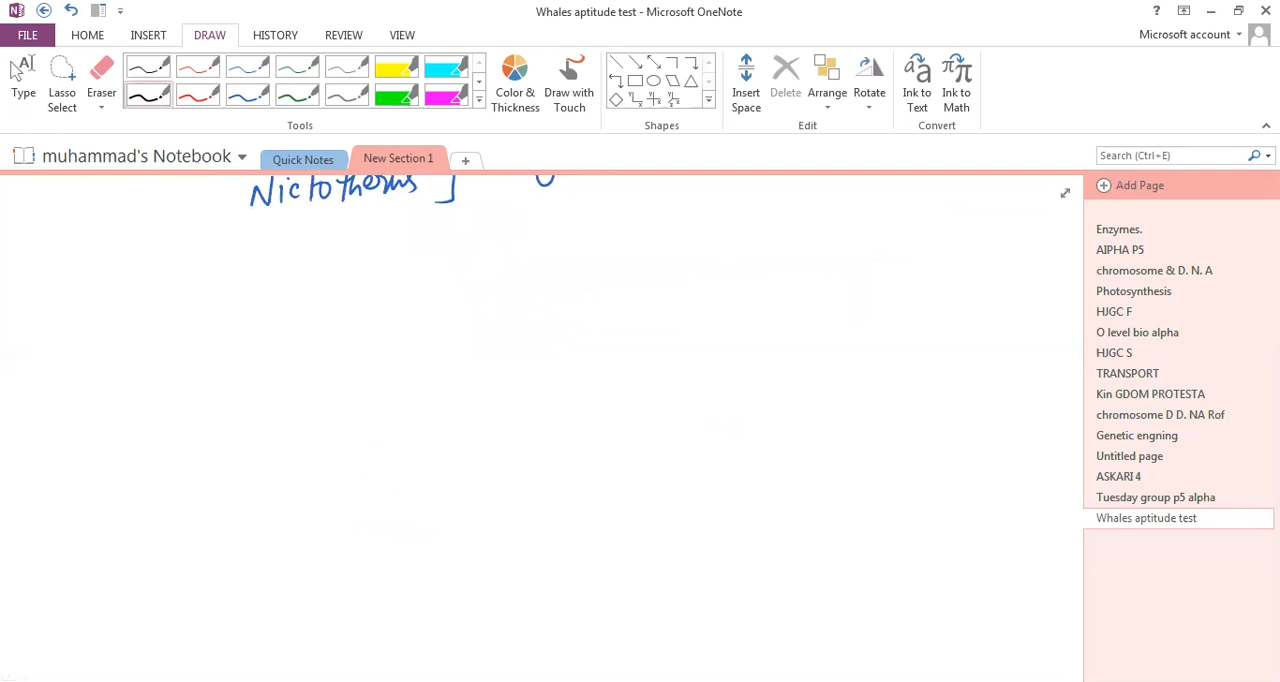 Whales aptitude test - Microsoft OneNote
FILE HOME INSERT DRAW HISTORY REVIEW VIEW
Microsoft account
Type
Lasso Select
Eraser
Color & Thickness
Draw with Touch
Insert Space
Delete
Arrange
Rotate
Ink to Text
Ink to Math
Tools
Shapes
Edit
Convert
muhammad's Notebook
Quick Notes
New Section 1
Search (Ctrl+E)
Add Page
Enzymes.
AIPHA P5
chromosome & D. N. A
Photosynthesis
HJGC F
O level bio alpha
HJGC S
TRANSPORT
Kin GDOM PROTESTA
chromosome D D. NA Rof
Genetic engning
Untitled page
ASKARI 4
Tuesday group p5 alpha
Whales aptitude test